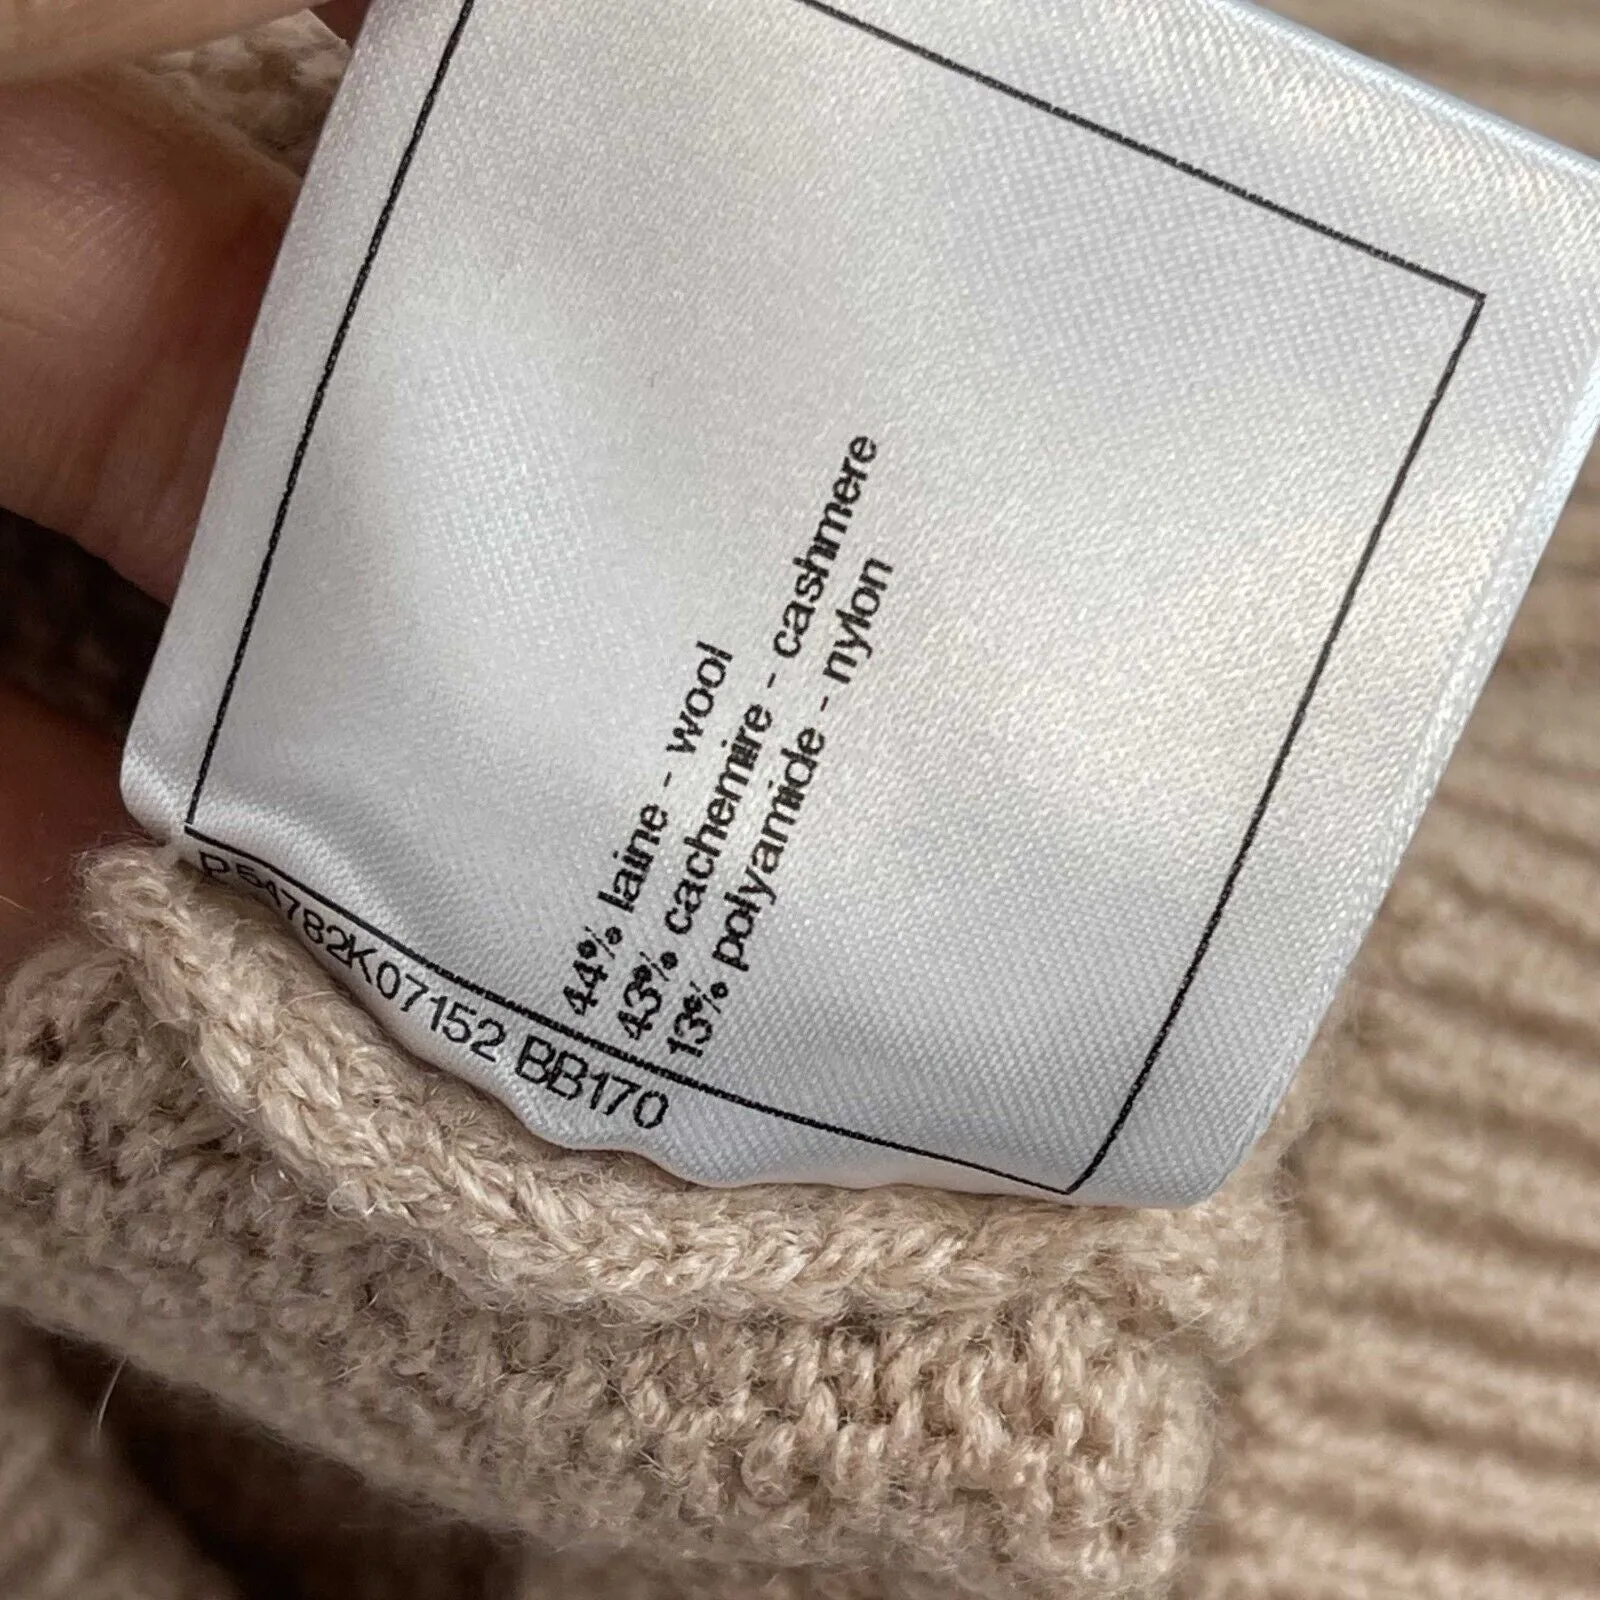 44% laine - wool
43% cachemire - cashmere
13% polyamide - nylon
P54782K07152 BB170